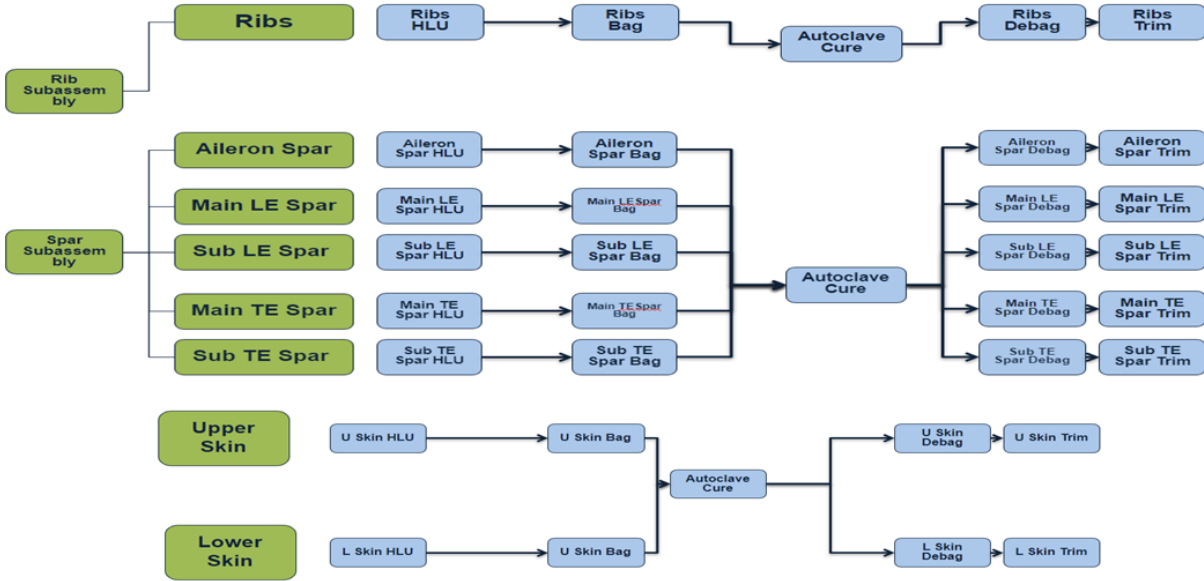 Ribs
Ribs
HLU
Ribs
Bag
Autoclave
Cure
Ribs
Debag
Ribs
Trim
Rib
Subassem
bly
Aileron Spar
Aileron
Spar HLU
Aileron
Spar Bag
Aileron
Spar Debag
Aileron
Spar Trim
Main LE Spar
Main LE
Spar HLU
Main LE Spar
Bag
Main LE
Spar Debag
Main LE
Spar Trim
Spar
Subassem
bly
Sub LE Spar
Sub LE
Spar HLU
Sub LE
Spar Bag
Sub LE
Spar Debag
Sub LE
Spar Trim
Autoclave
Cure
Main TE Spar
Main TE
Spar HLU
Main TE Spar
Bag
Main TE
Spar Debag
Main TE
Spar Trim
Sub TE Spar
Sub TE
Spar HLU
Sub TE
Spar Bag
Sub TE
Spar Debag
Sub TE
Spar Trim
Upper
Skin
U Skin HLU
U Skin Bag
U Skin
Debag
U Skin Trim
Autoclave
Cure
Lower
Skin
L Skin HLU
U Skin Bag
L Skin
Debag
L Skin Trim